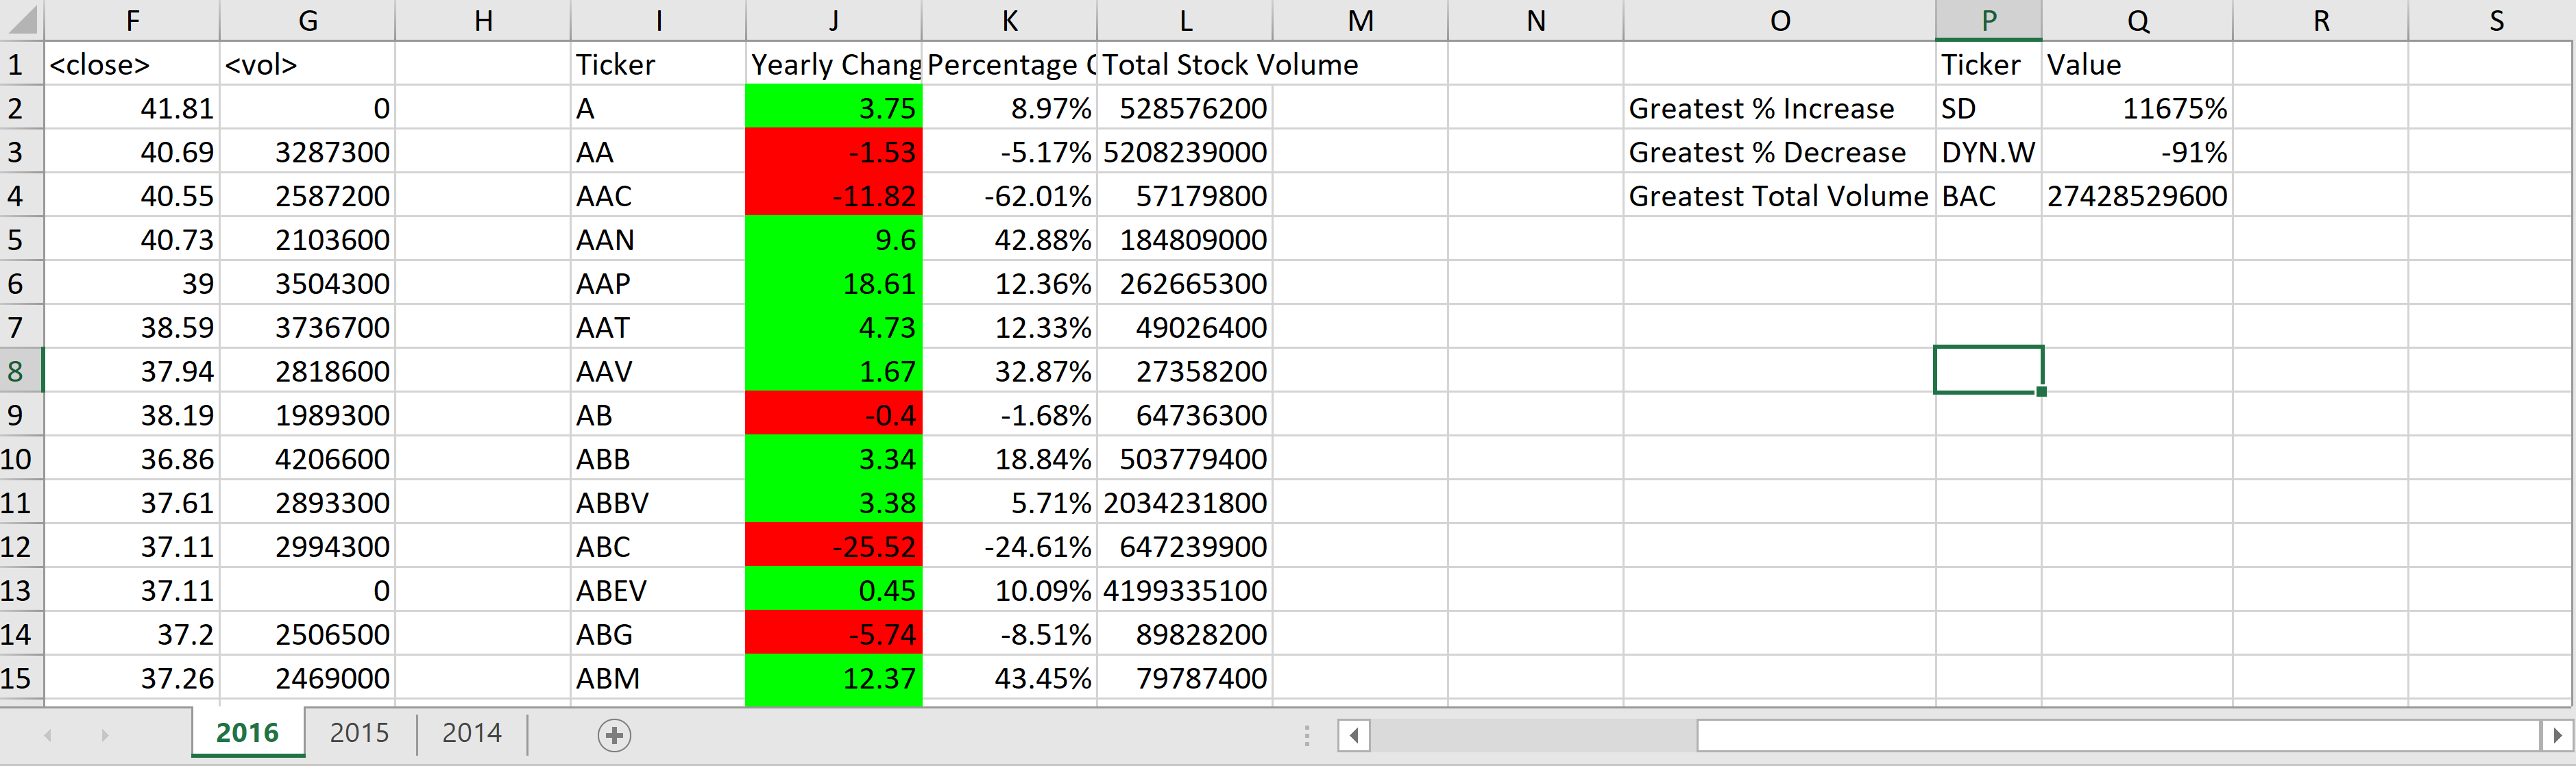 F G H I J K L M N O P Q R S
1 <close> <vol> Ticker Yearly Chang Percentage C Total Stock Volume Ticker Value
2 41.81 0 A 3.75 8.97% 528576200 Greatest % Increase SD 11675%
3 40.69 3287300 AA -1.53 -5.17% 5208239000 Greatest % Decrease DYN.W -91%
4 40.55 2587200 AAC -11.82 -62.01% 57179800 Greatest Total Volume BAC 27428529600
5 40.73 2103600 AAN 9.6 42.88% 184809000
6 39 3504300 AAP 18.61 12.36% 262665300
7 38.59 3736700 AAT 4.73 12.33% 49026400
8 37.94 2818600 AAV 1.67 32.87% 27358200
9 38.19 1989300 AB -0.4 -1.68% 64736300
10 36.86 4206600 ABB 3.34 18.84% 503779400
11 37.61 2893300 ABBV 3.38 5.71% 2034231800
12 37.11 2994300 ABC -25.52 -24.61% 647239900
13 37.11 0 ABEV 0.45 10.09% 4199335100
14 37.2 2506500 ABG -5.74 -8.51% 89828200
15 37.26 2469000 ABM 12.37 43.45% 79787400
2016 2015 2014